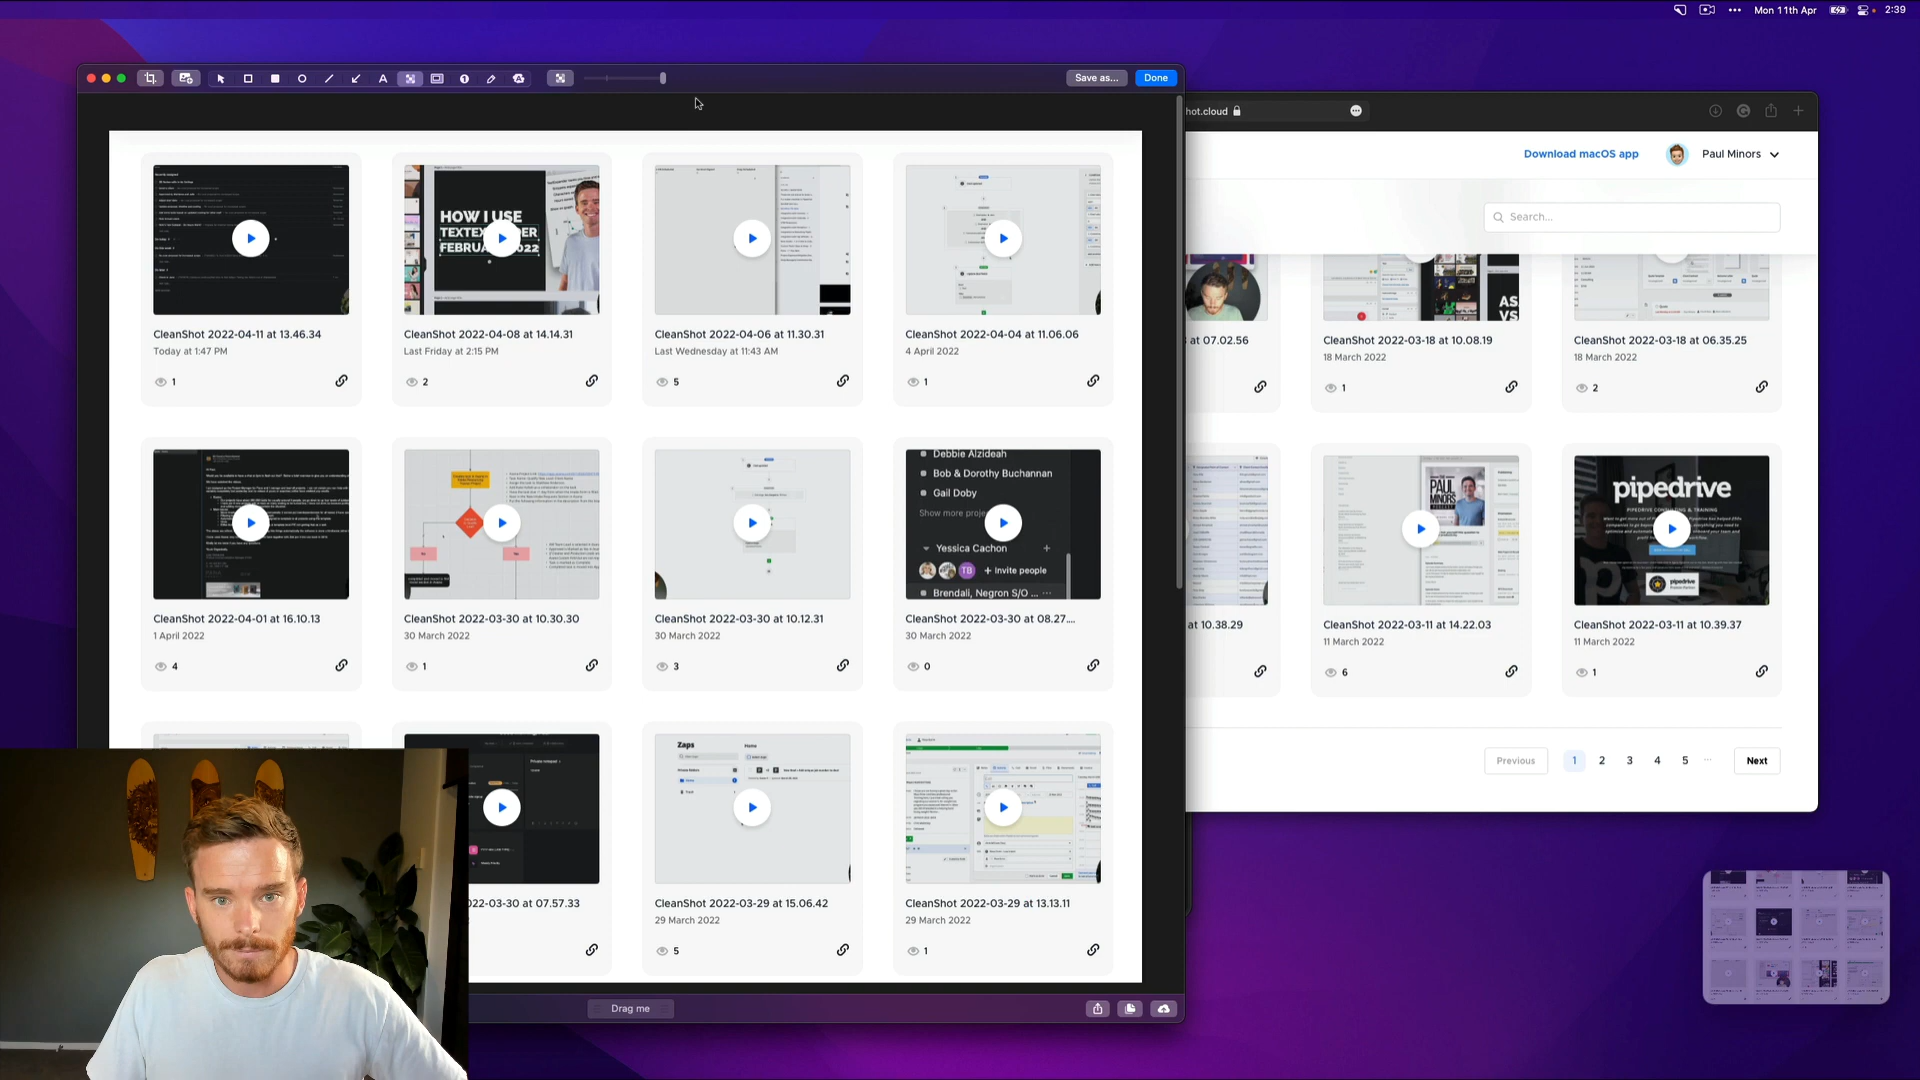 Mon 11th Apr
2:39
Save as...
Done
hot.cloud
Download macOS app
Paul Minors
Search...
HOW I USE
FEBRUARY 2022
CleanShot 2022-04-11 at 13.46.34
Today at 1:47 PM
1
CleanShot 2022-04-08 at 14.14.31
Last Friday at 2:15 PM
2
CleanShot 2022-04-06 at 11.30.31
Last Wednesday at 11:43 AM
5
CleanShot 2022-04-04 at 11.06.06
4 April 2022
1
at 07.02.56
CleanShot 2022-03-18 at 10.08.19
18 March 2022
1
CleanShot 2022-03-18 at 06.35.25
18 March 2022
2
Debbie Alzideah
Bob & Dorothy Buchannan
Gail Doby
Show more proje
Yessica Cachon
TB
+ Invite people
Brendali, Negron S/O ...
CleanShot 2022-04-01 at 16.10.13
1 April 2022
4
CleanShot 2022-03-30 at 10.30.30
30 March 2022
1
CleanShot 2022-03-30 at 10.12.31
30 March 2022
3
CleanShot 2022-03-30 at 08.27....
30 March 2022
0
PAUL
MINORS
pipedrive
PIPEDRIVE CONSULTING & TRAINING
pipedrive
at 10.38.29
CleanShot 2022-03-11 at 14.22.03
11 March 2022
6
CleanShot 2022-03-11 at 10.39.37
11 March 2022
1
Zaps
Home
22-03-30 at 07.57.33
CleanShot 2022-03-29 at 15.06.42
29 March 2022
5
CleanShot 2022-03-29 at 13.13.11
29 March 2022
1
Previous
1
2
3
4
5
...
Next
Drag me